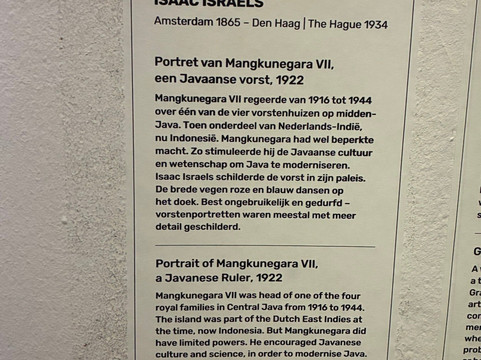 ISAAC ISRAELS
Amsterdam 1865 – Den Haag | The Hague 1934
Portret van Mangkunegara VII,
een Javaanse vorst, 1922
Mangkunegara VII regeerde van 1916 tot 1944
over één van de vier vorstenhuizen op midden-
Java. Toen onderdeel van Nederlands-Indië,
nu Indonesië. Mangkunegara had wel beperkte
macht. Zo stimuleerde hij de Javaanse cultuur
en wetenschap om Java te moderniseren.
Isaac Israels schilderde de vorst in zijn paleis.
De brede vegen roze en blauw dansen op
het doek. Best ongebruikelijk en gedurfd –
vorstenportretten waren meestal met meer
detail geschilderd.
Portrait of Mangkunegara VII,
a Javanese Ruler, 1922
Mangkunegara VII was head of one of the four
royal families in Central Java from 1916 to 1944.
The island was part of the Dutch East Indies at
the time, now Indonesia. But Mangkunegara did
have limited powers. He encouraged Javanese
culture and science, in order to modernise Java.